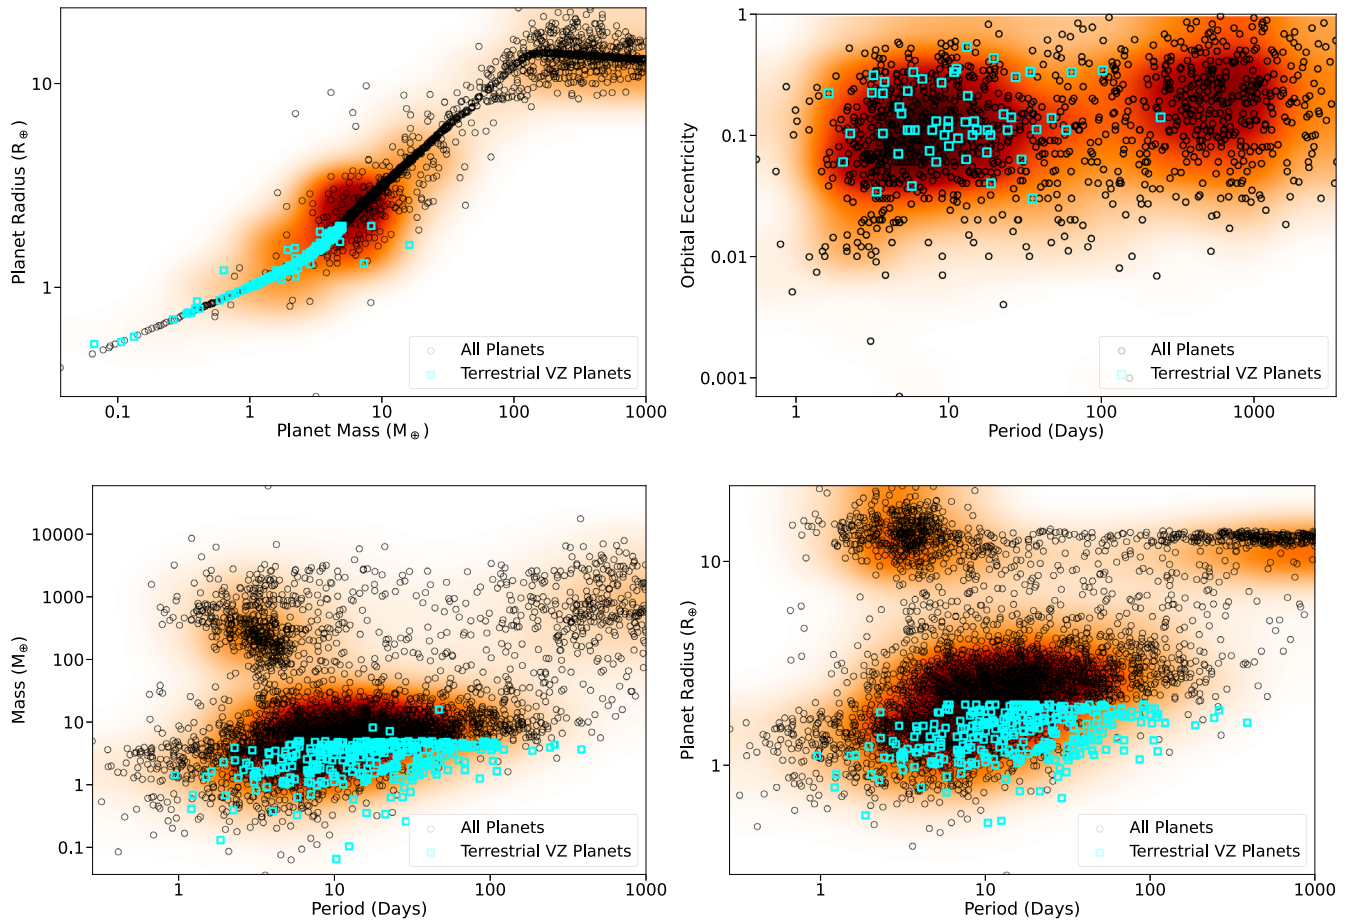 10
1
Planet Radius (R⊕)
0.1 1 10 100 1000
Planet Mass (M⊕)
All Planets
Terrestrial VZ Planets
1
0.1
0.01
0.001
Orbital Eccentricity
1 10 100 1000
Period (Days)
All Planets
Terrestrial VZ Planets
10000
1000
100
10
1
0.1
Mass (M⊕)
1 10 100 1000
Period (Days)
All Planets
Terrestrial VZ Planets
10
1
Planet Radius (R⊕)
1 10 100 1000
Period (Days)
All Planets
Terrestrial VZ Planets